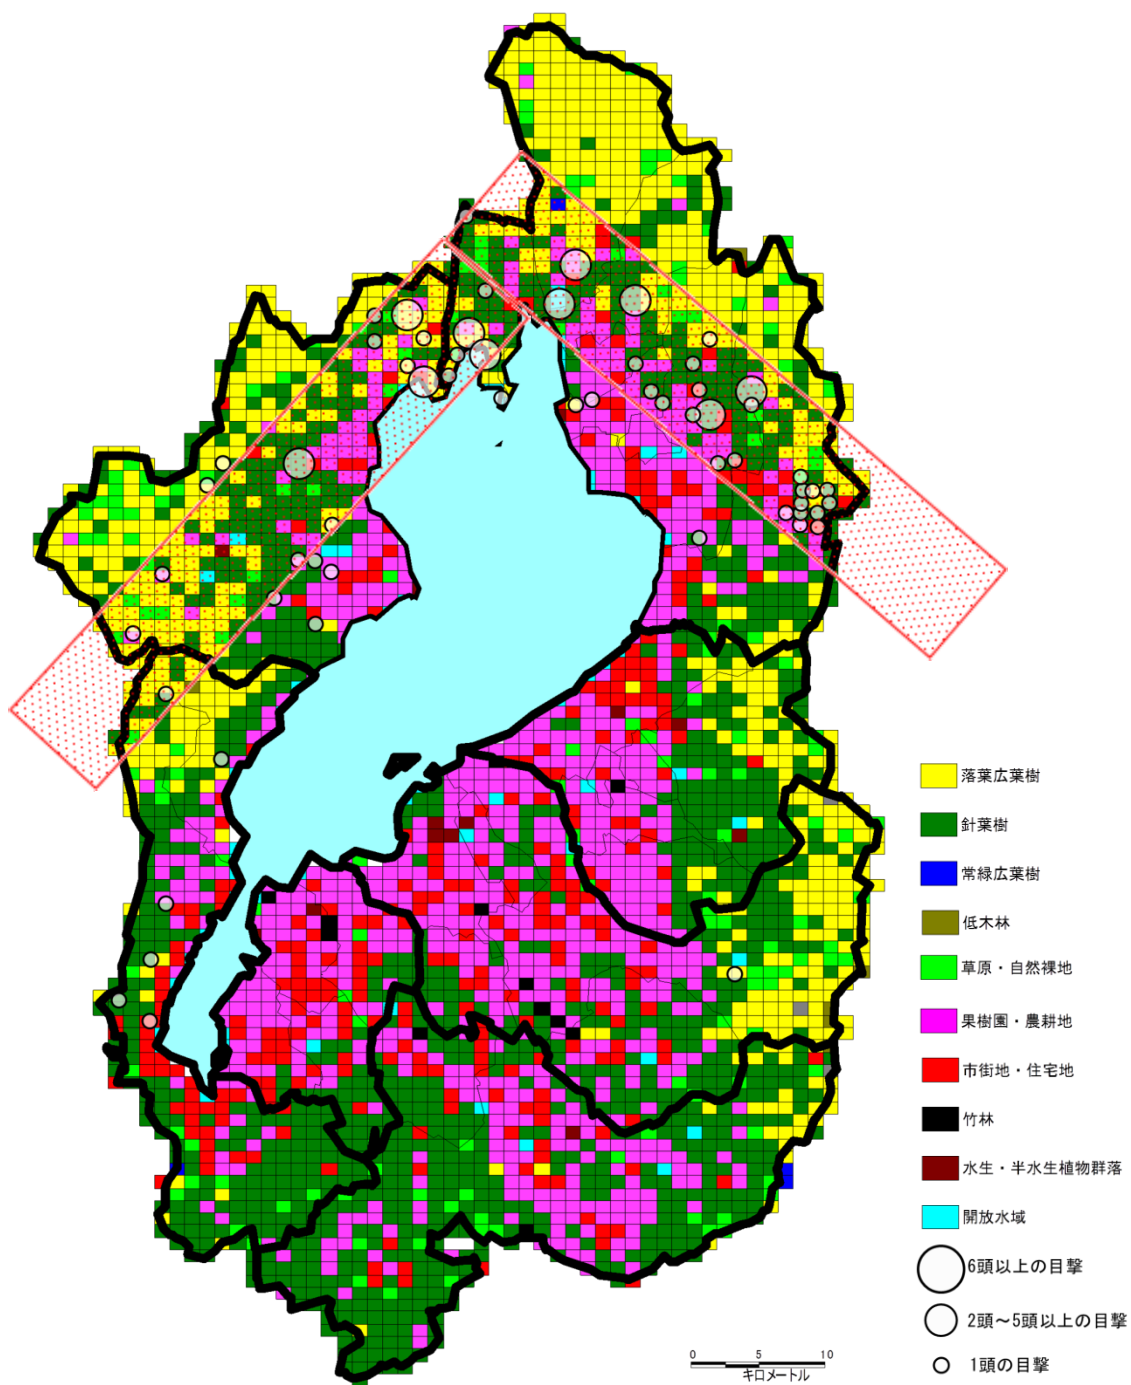 落葉広葉樹
針葉樹
常緑広葉樹
低木林
草原・自然裸地
果樹園・農耕地
市街地・住宅地
竹林
水生・半水生植物群落
開放水域
6頭以上の目撃
2頭～5頭以上の目撃
1頭の目撃
0 5 10
キロメートル